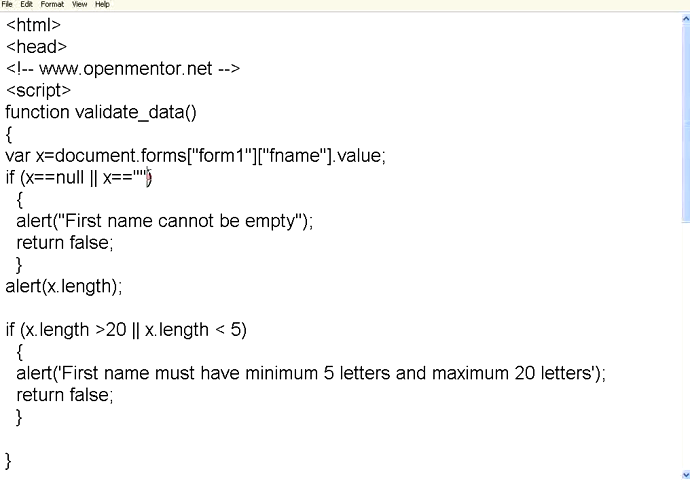 File Edit Format View Help
<html>
<head>
<!-- www.openmentor.net -->
<script>
function validate_data()
{
var x=document.forms["form1"]["fname"].value;
if (x==null || x=="")
{
alert("First name cannot be empty");
return false;
}
alert(x.length);
if (x.length >20 || x.length < 5)
{
alert('First name must have minimum 5 letters and maximum 20 letters');
return false;
}
}